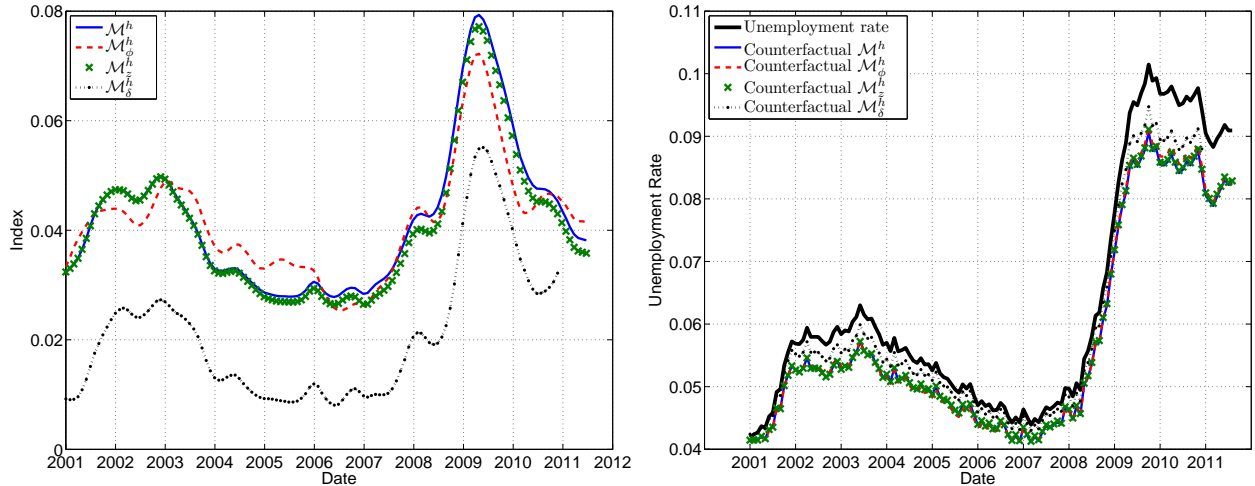 0.08
0.06
0.04
0.02
0
Index
2001 2002 2003 2004 2005 2006 2007 2008 2009 2010 2011 2012
Date
ℳ^h
ℳ^h_ϕ
ℳ^h_z
ℳ^h_δ
0.11
0.1
0.09
0.08
0.07
0.06
0.05
0.04
Unemployment Rate
2001 2002 2003 2004 2005 2006 2007 2008 2009 2010 2011
Date
Unemployment rate
Counterfactual ℳ^h
Counterfactual ℳ^h_ϕ
Counterfactual ℳ^h_z
Counterfactual ℳ^h_δ